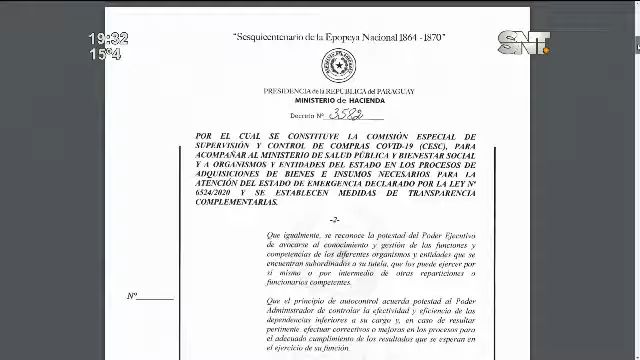 19:32
15°4
SNT
"Sesquicentenario de la Epopeya Nacional 1864 - 1870"
PRESIDENCIA de la REPÚBLICA del PARAGUAY
MINISTERIO de HACIENDA
Decreto Nº 3582
POR EL CUAL SE CONSTITUYE LA COMISIÓN ESPECIAL DE
SUPERVISIÓN Y CONTROL DE COMPRAS COVID-19 (CESC), PARA
ACOMPAÑAR AL MINISTERIO DE SALUD PÚBLICA Y BIENESTAR SOCIAL
Y A ORGANISMOS Y ENTIDADES DEL ESTADO EN LOS PROCESOS DE
ADQUISICIONES DE BIENES E INSUMOS NECESARIOS PARA LA
ATENCIÓN DEL ESTADO DE EMERGENCIA DECLARADO POR LA LEY Nº
6524/2020 Y SE ESTABLECEN MEDIDAS DE TRANSPARENCIA
COMPLEMENTARIAS.
-2-
Que igualmente, se reconoce la potestad del Poder Ejecutivo
de avocarse al conocimiento y gestión de las funciones y
competencias de los diferentes organismos y entidades que se
encuentran subordinados a su tutela, que los puede ejercer por
sí mismo o por intermedio de otras reparticiones o
funcionarios competentes.
Nº
Que el principio de autocontrol acuerda potestad al Poder
Administrador de controlar la efectividad y eficiencia de las
dependencias inferiores a su cargo y, en caso de resultar
pertinente, efectuar correctivos o mejoras en los procesos para
el adecuado cumplimiento de los resultados que se esperan en
el ejercicio de su función.